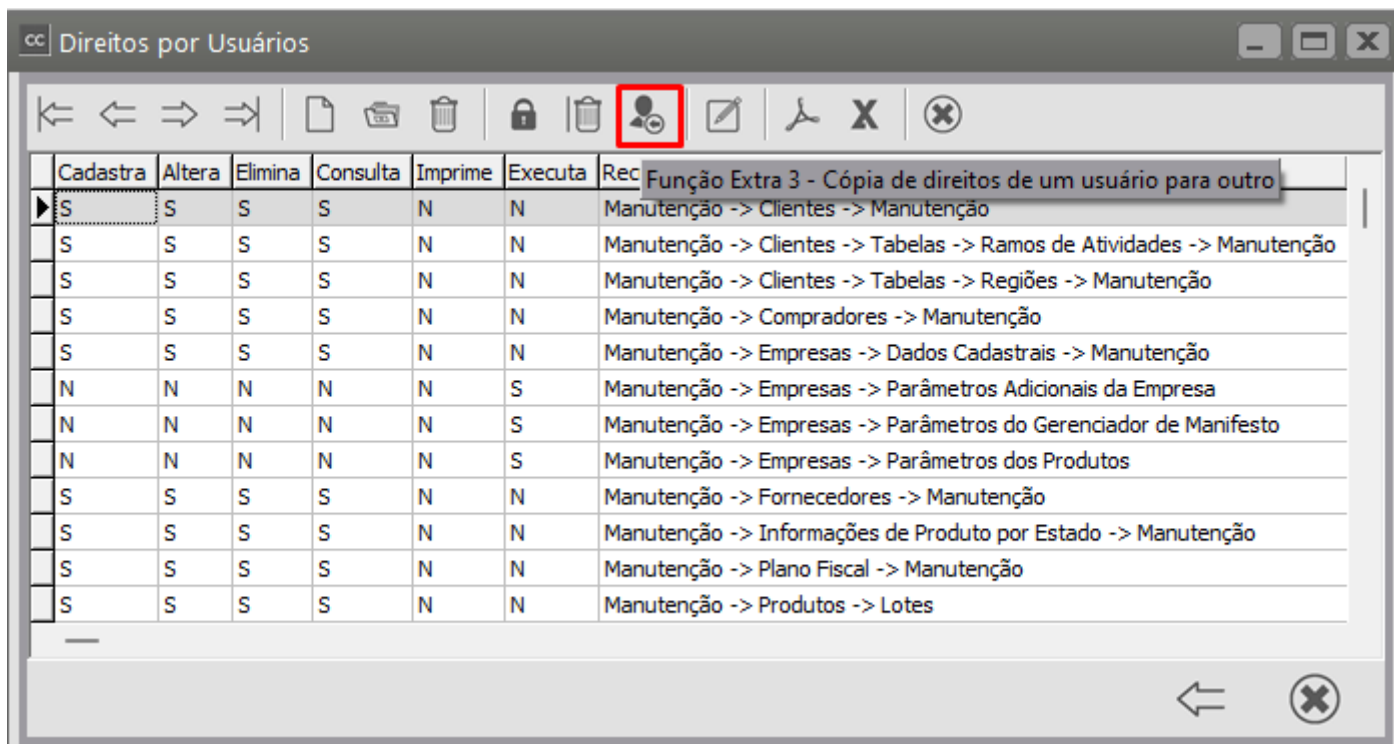 cc Direitos por Usuários
Cadastra Altera Elimina Consulta Imprime Executa Rec
Função Extra 3 - Cópia de direitos de um usuário para outro
S S S S N N Manutenção -> Clientes -> Manutenção
S S S S N N Manutenção -> Clientes -> Tabelas -> Ramos de Atividades -> Manutenção
S S S S N N Manutenção -> Clientes -> Tabelas -> Regiões -> Manutenção
S S S S N N Manutenção -> Compradores -> Manutenção
S S S S N N Manutenção -> Empresas -> Dados Cadastrais -> Manutenção
N N N N N S Manutenção -> Empresas -> Parâmetros Adicionais da Empresa
N N N N N S Manutenção -> Empresas -> Parâmetros do Gerenciador de Manifesto
N N N N N S Manutenção -> Empresas -> Parâmetros dos Produtos
S S S S N N Manutenção -> Fornecedores -> Manutenção
S S S S N N Manutenção -> Informações de Produto por Estado -> Manutenção
S S S S N N Manutenção -> Plano Fiscal -> Manutenção
S S S S N N Manutenção -> Produtos -> Lotes